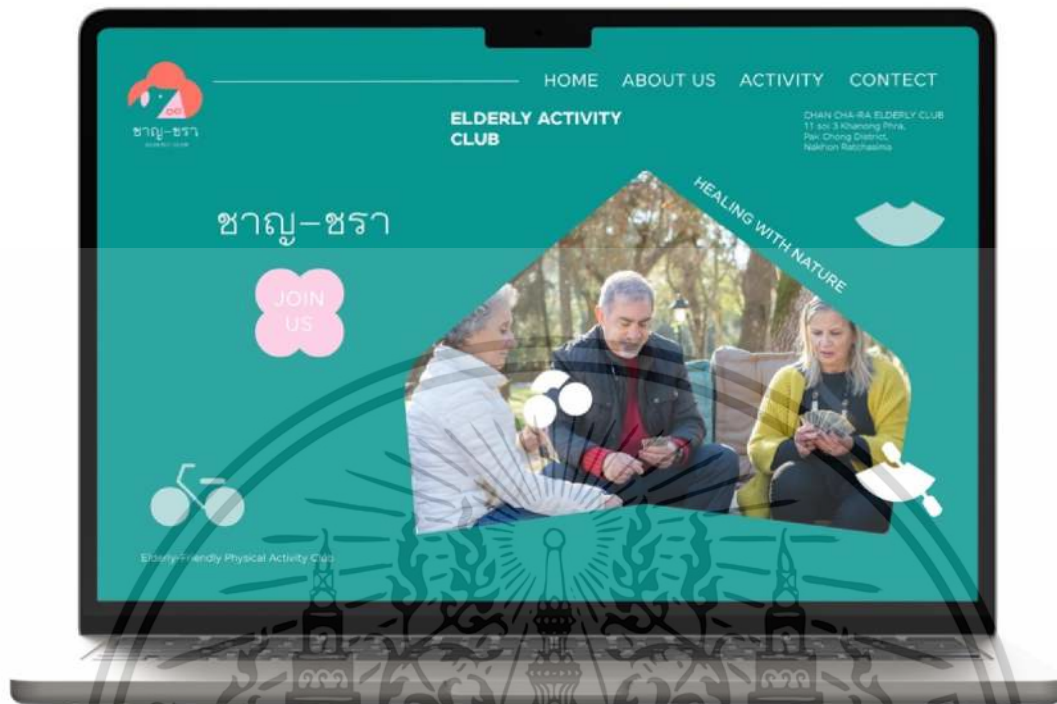 HOME ABOUT US ACTIVITY CONTECT
ชาญ-ชรา
ELDERLY ACTIVITY
CLUB
CHAN CHA-RA ELDERLY CLUB
11 soi 3 Khanong Phra,
Pak Chong District,
Nakhon Ratchasima
HEALING WITH NATURE
ชาญ-ชรา
JOIN
US
Elderly-Friendly Physical Activity Club